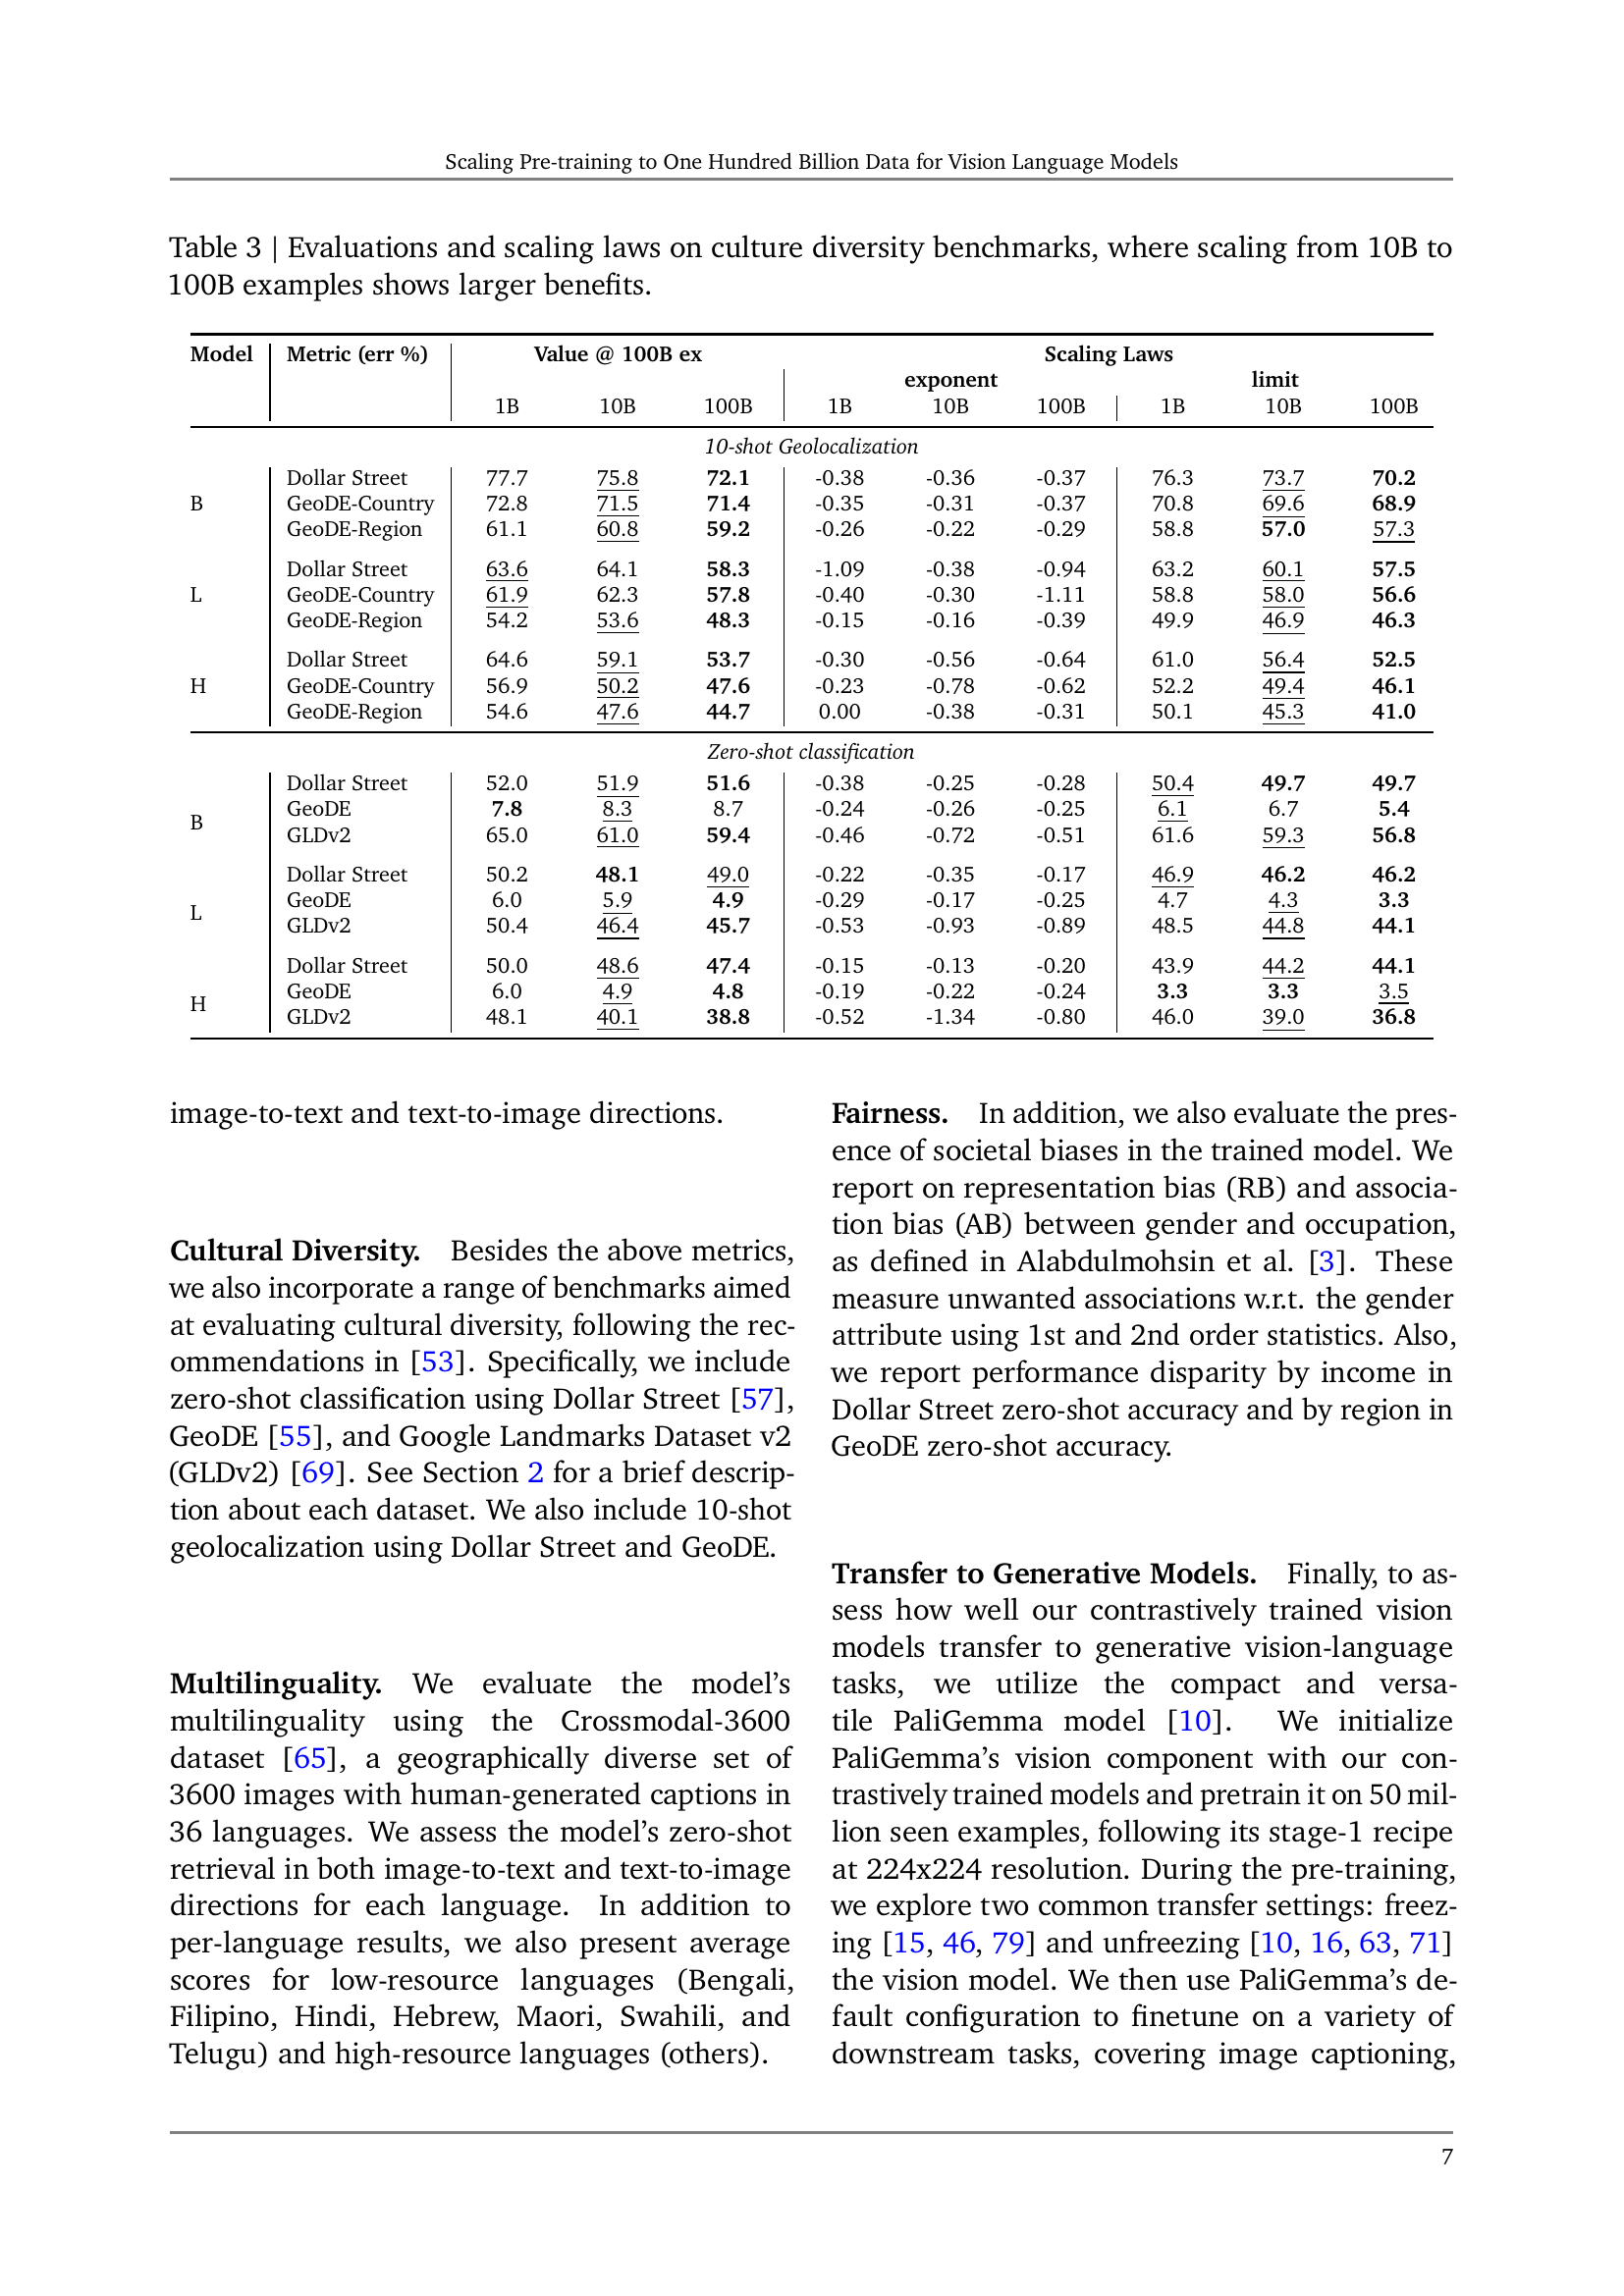 Scaling Pre-training to One Hundred Billion Data for Vision Language Models
Table 3 | Evaluations and scaling laws on culture diversity benchmarks, where scaling from 10B to
100B examples shows larger benefits.
Model Metric (err %) Value @ 100B ex Scaling Laws
exponent limit
1B 10B 100B 1B 10B 100B 1B 10B 100B
10-shot Geolocalization
Dollar Street 77.7 75.8 72.1 -0.38 -0.36 -0.37 76.3 73.7 70.2
B GeoDE-Country 72.8 71.5 71.4 -0.35 -0.31 -0.37 70.8 69.6 68.9
GeoDE-Region 61.1 60.8 59.2 -0.26 -0.22 -0.29 58.8 57.0 57.3
Dollar Street 63.6 64.1 58.3 -1.09 -0.38 -0.94 63.2 60.1 57.5
L GeoDE-Country 61.9 62.3 57.8 -0.40 -0.30 -1.11 58.8 58.0 56.6
GeoDE-Region 54.2 53.6 48.3 -0.15 -0.16 -0.39 49.9 46.9 46.3
Dollar Street 64.6 59.1 53.7 -0.30 -0.56 -0.64 61.0 56.4 52.5
H GeoDE-Country 56.9 50.2 47.6 -0.23 -0.78 -0.62 52.2 49.4 46.1
GeoDE-Region 54.6 47.6 44.7 0.00 -0.38 -0.31 50.1 45.3 41.0
Zero-shot classification
Dollar Street 52.0 51.9 51.6 -0.38 -0.25 -0.28 50.4 49.7 49.7
B GeoDE 7.8 8.3 8.7 -0.24 -0.26 -0.25 6.1 6.7 5.4
GLDv2 65.0 61.0 59.4 -0.46 -0.72 -0.51 61.6 59.3 56.8
Dollar Street 50.2 48.1 49.0 -0.22 -0.35 -0.17 46.9 46.2 46.2
L GeoDE 6.0 5.9 4.9 -0.29 -0.17 -0.25 4.7 4.3 3.3
GLDv2 50.4 46.4 45.7 -0.53 -0.93 -0.89 48.5 44.8 44.1
Dollar Street 50.0 48.6 47.4 -0.15 -0.13 -0.20 43.9 44.2 44.1
H GeoDE 6.0 4.9 4.8 -0.19 -0.22 -0.24 3.3 3.3 3.5
GLDv2 48.1 40.1 38.8 -0.52 -1.34 -0.80 46.0 39.0 36.8
image-to-text and text-to-image directions.
Cultural Diversity. Besides the above metrics,
we also incorporate a range of benchmarks aimed
at evaluating cultural diversity, following the rec-
ommendations in [53]. Specifically, we include
zero-shot classification using Dollar Street [57],
GeoDE [55], and Google Landmarks Dataset v2
(GLDv2) [69]. See Section 2 for a brief descrip-
tion about each dataset. We also include 10-shot
geolocalization using Dollar Street and GeoDE.
Multilinguality. We evaluate the model's
multilinguality using the Crossmodal-3600
dataset [65], a geographically diverse set of
3600 images with human-generated captions in
36 languages. We assess the model's zero-shot
retrieval in both image-to-text and text-to-image
directions for each language. In addition to
per-language results, we also present average
scores for low-resource languages (Bengali,
Filipino, Hindi, Hebrew, Maori, Swahili, and
Telugu) and high-resource languages (others).
Fairness. In addition, we also evaluate the pres-
ence of societal biases in the trained model. We
report on representation bias (RB) and associa-
tion bias (AB) between gender and occupation,
as defined in Alabdulmohsin et al. [3]. These
measure unwanted associations w.r.t. the gender
attribute using 1st and 2nd order statistics. Also,
we report performance disparity by income in
Dollar Street zero-shot accuracy and by region in
GeoDE zero-shot accuracy.
Transfer to Generative Models. Finally, to as-
sess how well our contrastively trained vision
models transfer to generative vision-language
tasks, we utilize the compact and versa-
tile PaliGemma model [10]. We initialize
PaliGemma's vision component with our con-
trastively trained models and pretrain it on 50 mil-
lion seen examples, following its stage-1 recipe
at 224x224 resolution. During the pre-training,
we explore two common transfer settings: freez-
ing [15, 46, 79] and unfreezing [10, 16, 63, 71]
the vision model. We then use PaliGemma's de-
fault configuration to finetune on a variety of
downstream tasks, covering image captioning,
7